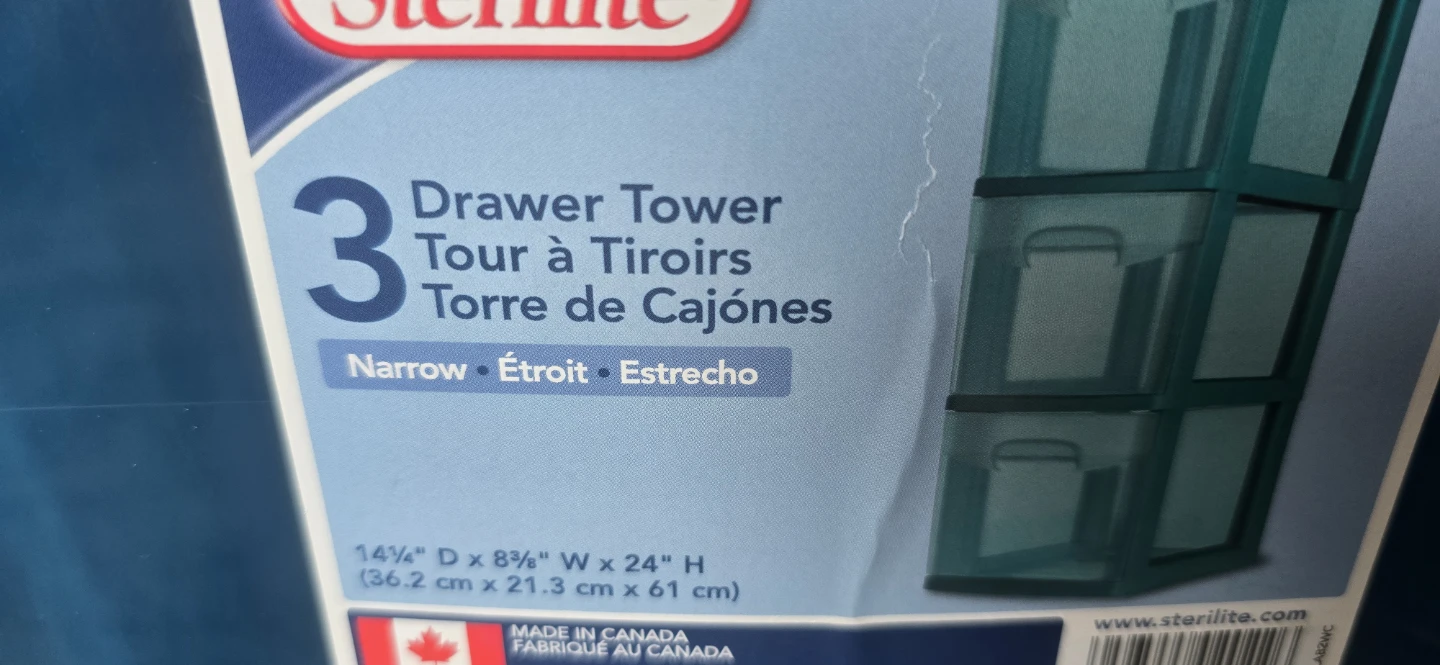 Sterilite
3
Drawer Tower
Tour à Tiroirs
Torre de Cajónes
Narrow • Étroit • Estrecho
14¼" D x 8⅜" W x 24" H
(36.2 cm x 21.3 cm x 61 cm)
MADE IN CANADA
FABRIQUÉ AU CANADA
www.sterilite.com